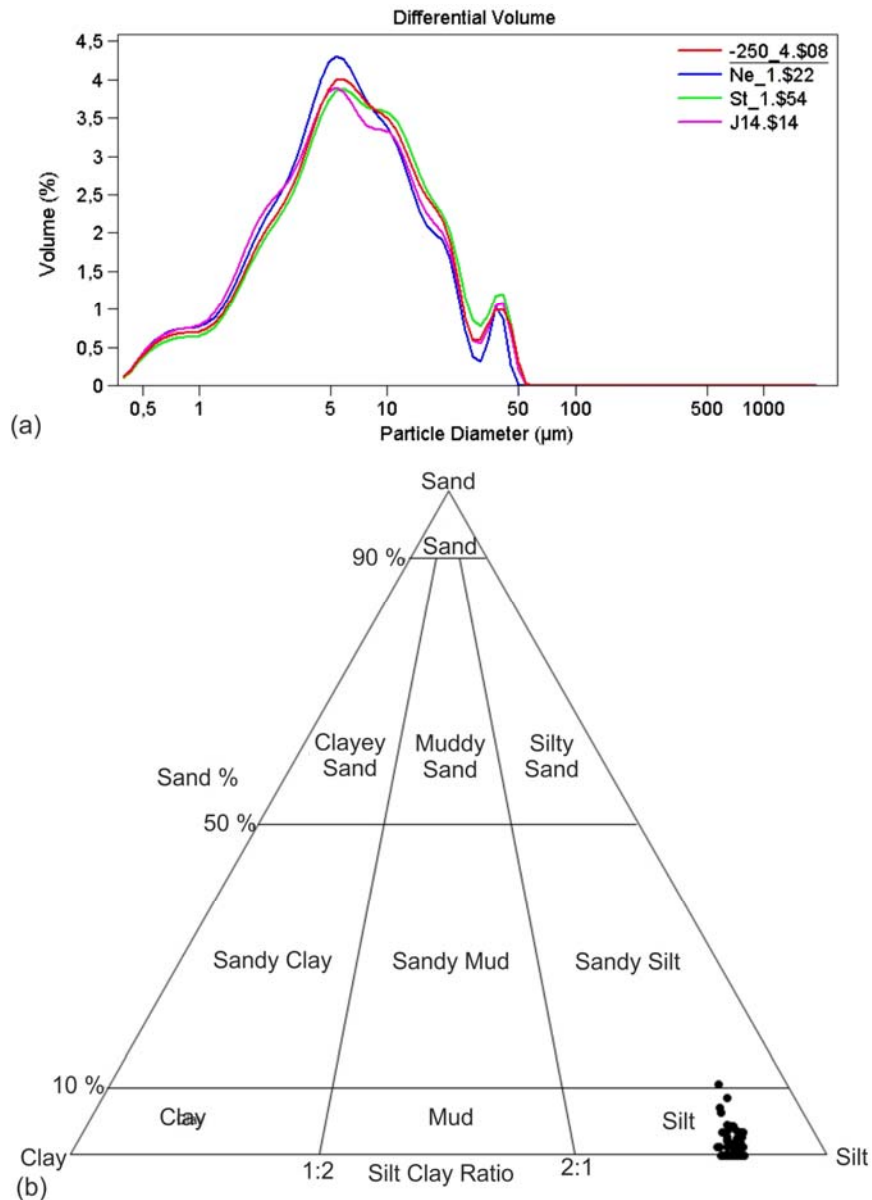 Differential Volume
4,5
4
3,5
3
2,5
2
1,5
1
0,5
0
Volume (%)
-250_4.$08
Ne_1.$22
St_1.$54
J14.$14
0,5 1 5 10 50 100 500 1000
Particle Diameter (µm)
(a)
Sand
90 % Sand
Clayey Sand
Muddy Sand
Silty Sand
Sand %
50 %
Sandy Clay Sandy Mud Sandy Silt
10 %
Clay Mud Silt
Clay 1:2 Silt Clay Ratio 2:1 Silt
(b)